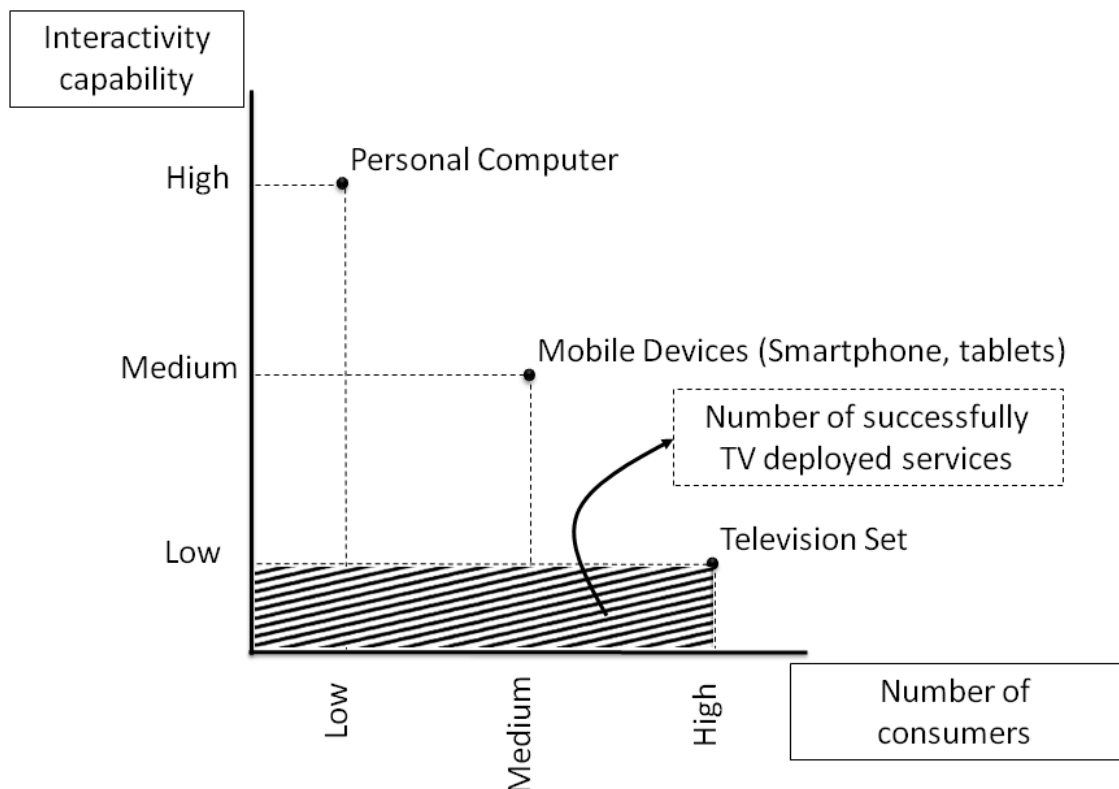 Interactivity
capability
High
Personal Computer
Medium
Mobile Devices (Smartphone, tablets)
Number of successfully
TV deployed services
Low
Television Set
Low
Medium
High
Number of
consumers